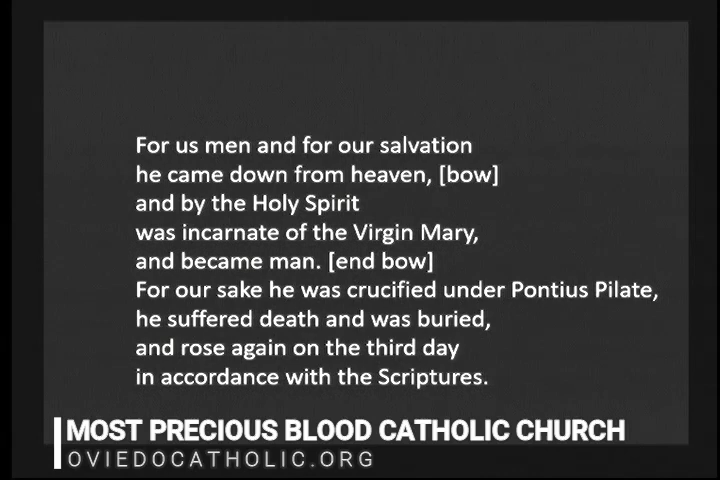 For us men and for our salvation
he came down from heaven, [bow]
and by the Holy Spirit
was incarnate of the Virgin Mary,
and became man. [end bow]
For our sake he was crucified under Pontius Pilate,
he suffered death and was buried,
and rose again on the third day
in accordance with the Scriptures.
MOST PRECIOUS BLOOD CATHOLIC CHURCH
OVIEDOCATHOLIC.ORG